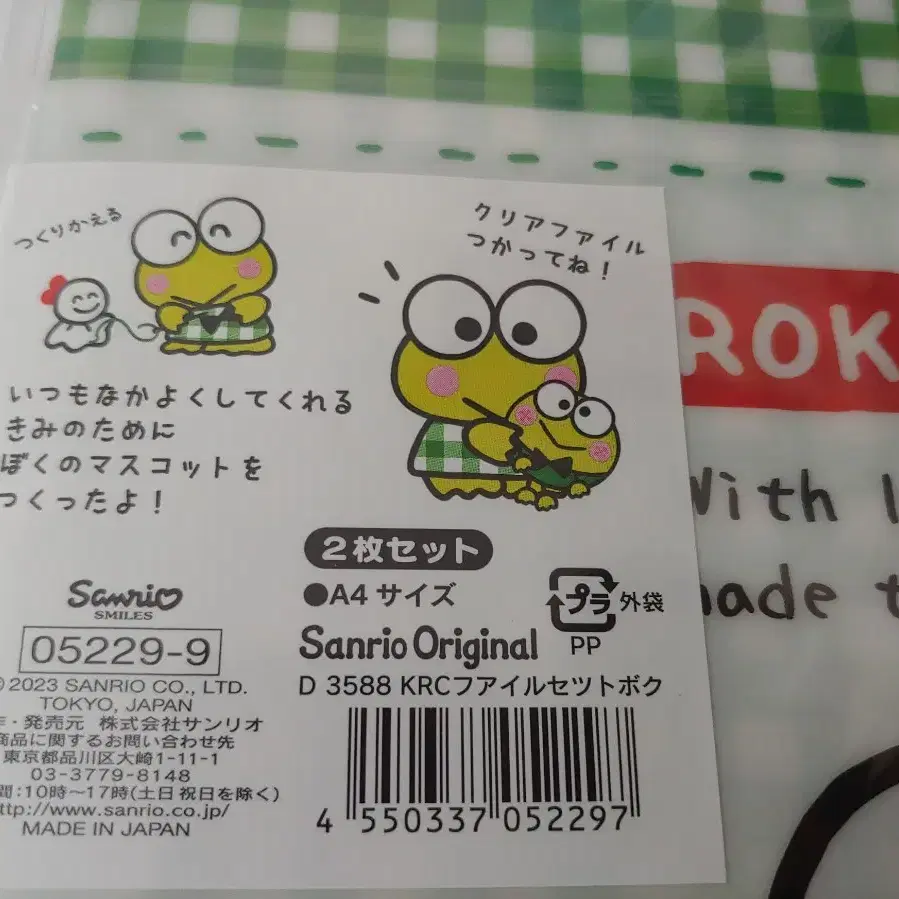 つくりかえる
クリアファイル
つかってね！
いつもなかよくしてくれる
きみのために
ぼくのマスコットを
つくったよ！
2枚セット
●A4サイズ
プラ 外袋
PP
Sanrio
SMILES
05229-9
Sanrio Original
D 3588 KRCフアイルセツトボク
©2023 SANRIO CO., LTD.
TOKYO, JAPAN
・発売元 株式会社サンリオ
商品に関するお問い合わせ先
東京都品川区大崎1-11-1
03-3779-8148
間:10時〜17時(土日祝日を除く)
http://www.sanrio.co.jp/
MADE IN JAPAN
4 550337 052297
ROK
With
made